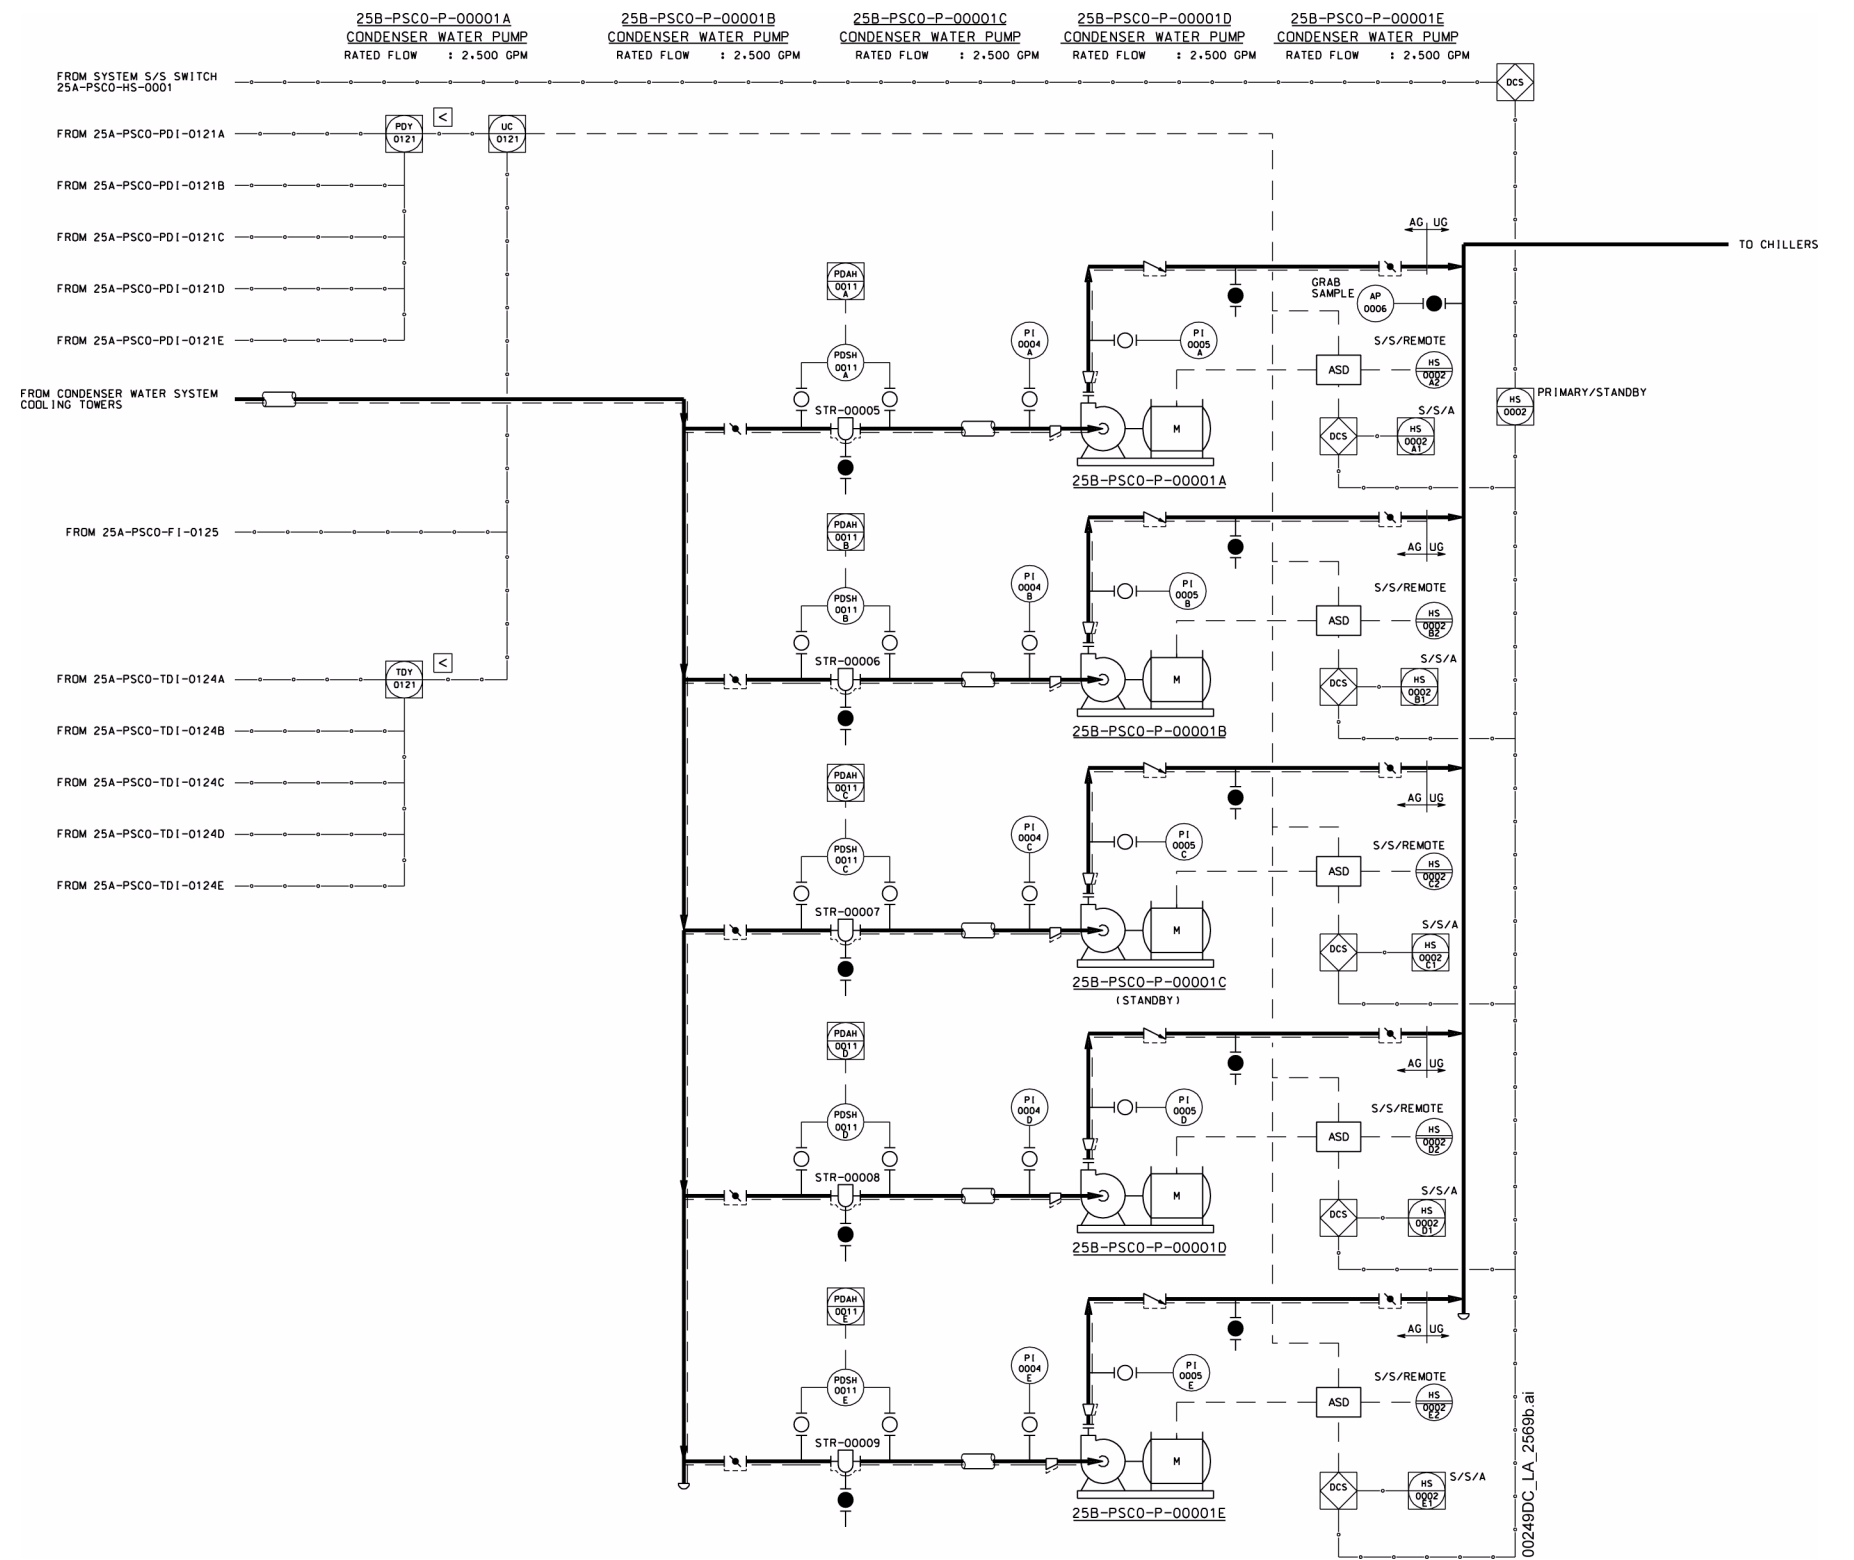 25B-PSCO-P-00001A
CONDENSER WATER PUMP
RATED FLOW : 2,500 GPM
25B-PSCO-P-00001B
CONDENSER WATER PUMP
RATED FLOW : 2,500 GPM
25B-PSCO-P-00001C
CONDENSER WATER PUMP
RATED FLOW : 2,500 GPM
25B-PSCO-P-00001D
CONDENSER WATER PUMP
RATED FLOW : 2,500 GPM
25B-PSCO-P-00001E
CONDENSER WATER PUMP
RATED FLOW : 2,500 GPM
FROM SYSTEM S/S SWITCH
25A-PSCO-HS-0001
DCS
FROM 25A-PSCO-PDI-0121A
PDY
0121
<
UC
0121
FROM 25A-PSCO-PDI-0121B
FROM 25A-PSCO-PDI-0121C
FROM 25A-PSCO-PDI-0121D
FROM 25A-PSCO-PDI-0121E
FROM CONDENSER WATER SYSTEM
COOLING TOWERS
FROM 25A-PSCO-FI-0125
FROM 25A-PSCO-TDI-0124A
TDY
0121
<
FROM 25A-PSCO-TDI-0124B
FROM 25A-PSCO-TDI-0124C
FROM 25A-PSCO-TDI-0124D
FROM 25A-PSCO-TDI-0124E
AG UG
TO CHILLERS
GRAB
SAMPLE
AP
0006
HS
0002
PRIMARY/STANDBY
PDAH
0011
A
PDSH
0011
A
STR-00005
PI
0004
A
PI
0005
A
M
25B-PSCO-P-00001A
S/S/REMOTE
ASD
HS
0002
A2
S/S/A
DCS
HS
0002
A1
AG UG
PDAH
0011
B
PDSH
0011
B
STR-00006
PI
0004
B
PI
0005
B
M
25B-PSCO-P-00001B
S/S/REMOTE
ASD
HS
0002
B2
S/S/A
DCS
HS
0002
B1
AG UG
PDAH
0011
C
PDSH
0011
C
STR-00007
PI
0004
C
PI
0005
C
M
25B-PSCO-P-00001C
(STANDBY)
S/S/REMOTE
ASD
HS
0002
C2
S/S/A
DCS
HS
0002
C1
AG UG
PDAH
0011
D
PDSH
0011
D
STR-00008
PI
0004
D
PI
0005
D
M
25B-PSCO-P-00001D
S/S/REMOTE
ASD
HS
0002
D2
S/S/A
DCS
HS
0002
D1
AG UG
PDAH
0011
E
PDSH
0011
E
STR-00009
PI
0004
E
PI
0005
E
M
25B-PSCO-P-00001E
S/S/REMOTE
ASD
HS
0002
E2
S/S/A
DCS
HS
0002
E1
00249DC_LA_2569b.ai